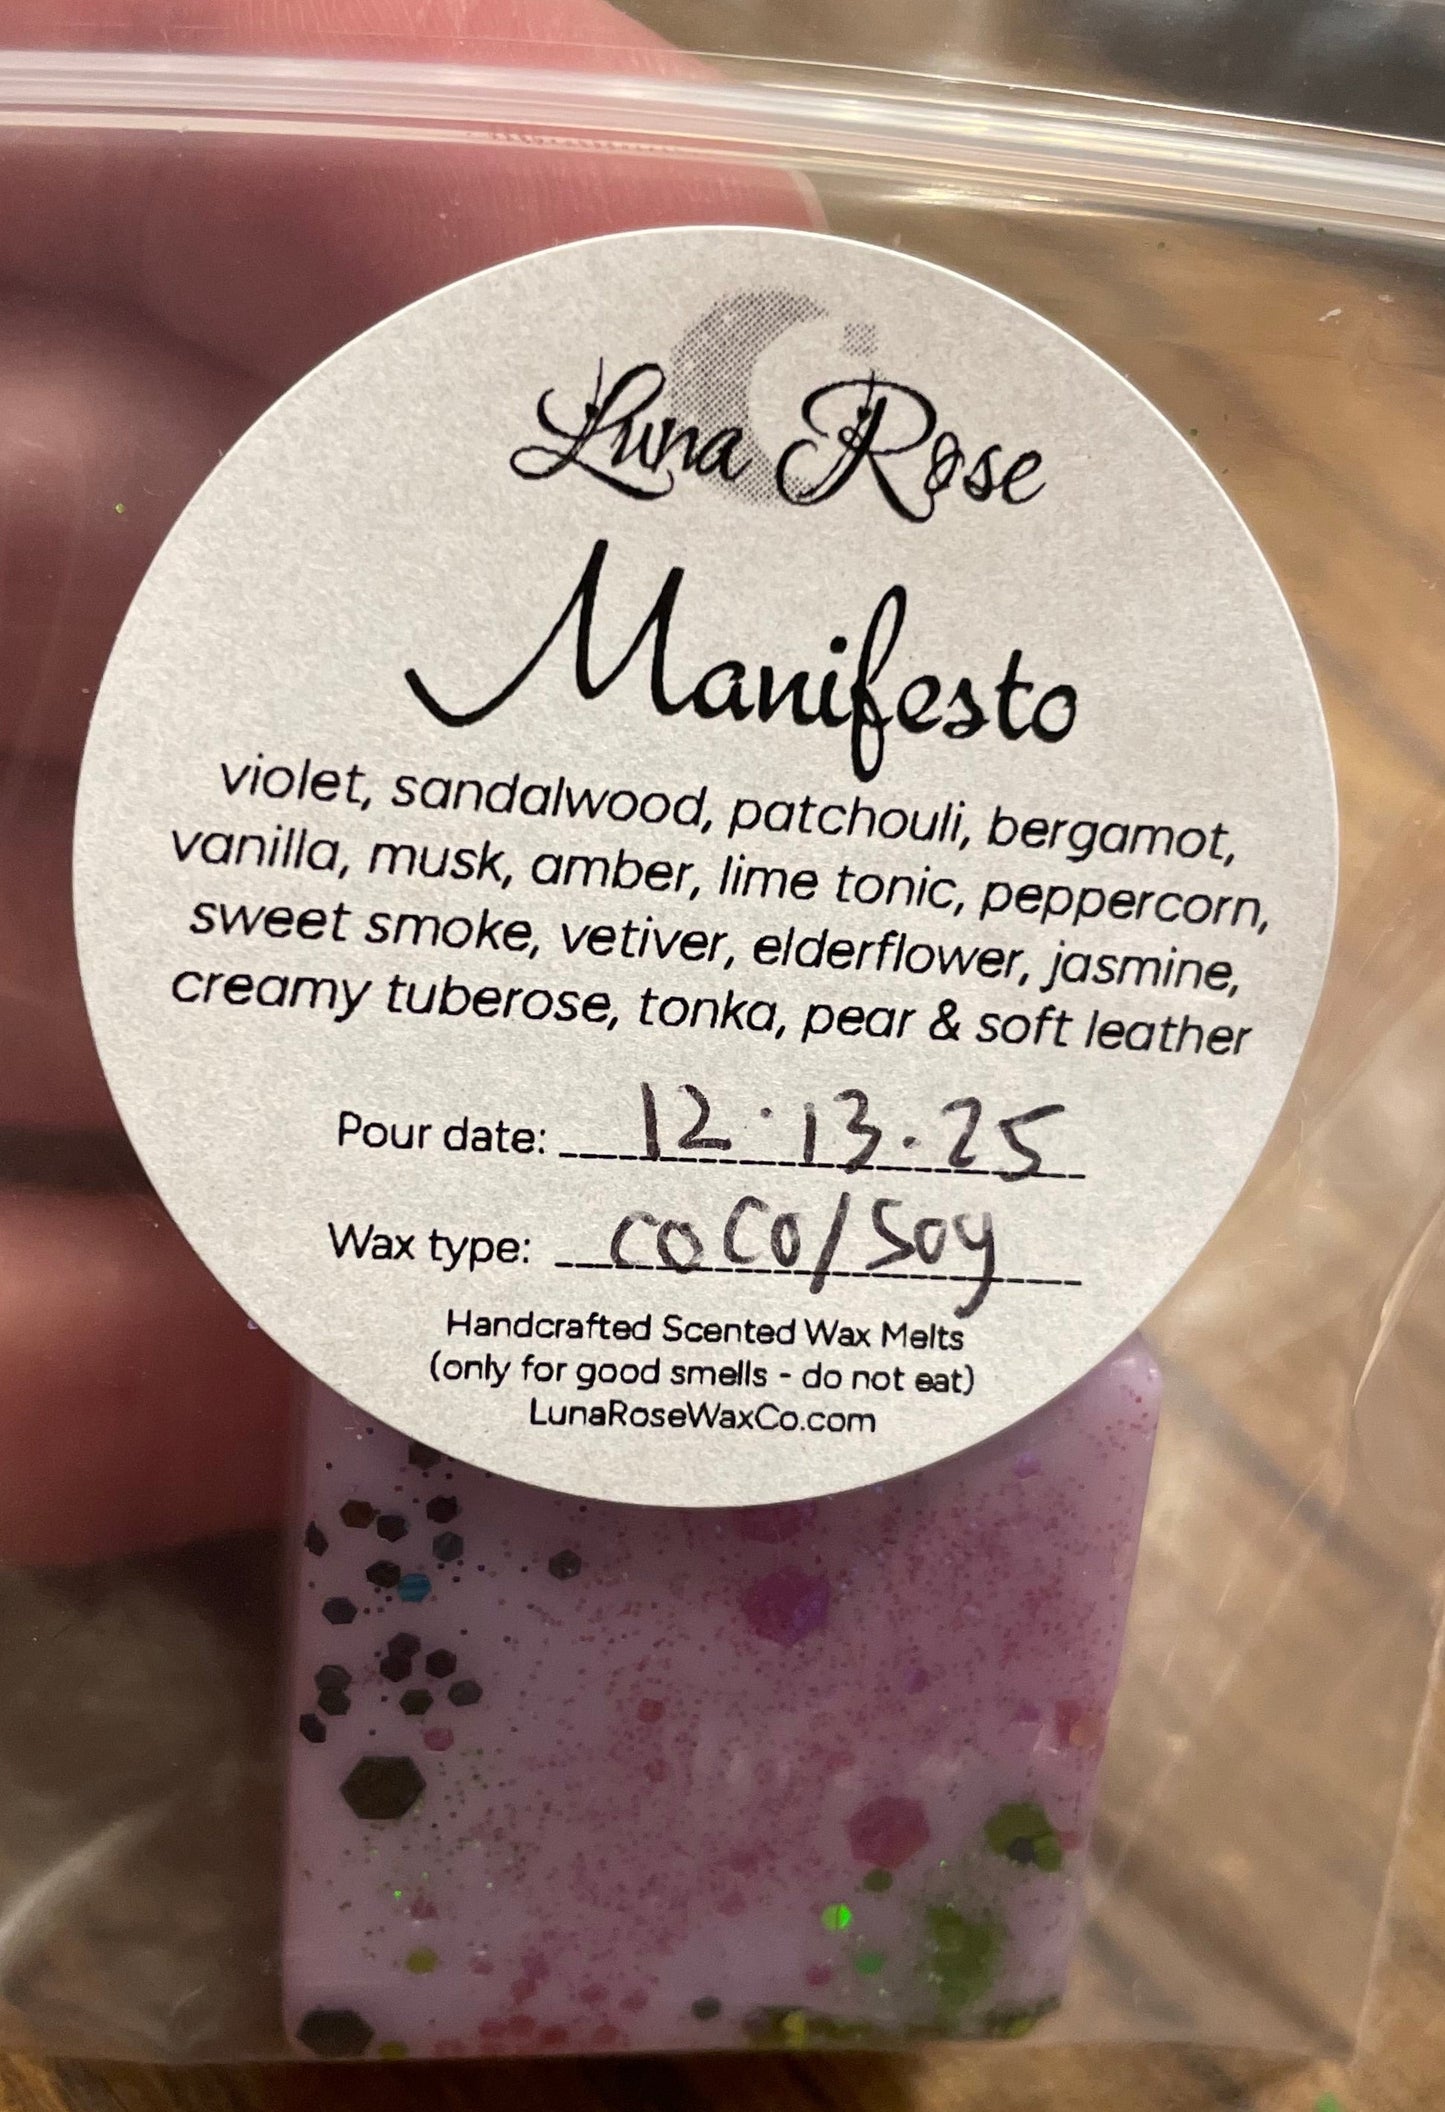 Luna Rose
Manifesto
violet, sandalwood, patchouli, bergamot,
vanilla, musk, amber, lime tonic, peppercorn,
sweet smoke, vetiver, elderflower, jasmine,
creamy tuberose, tonka, pear & soft leather
Pour date: 12.13.25
Wax type: COCO/Soy
Handcrafted Scented Wax Melts
(only for good smells - do not eat)
LunaRoseWaxCo.com